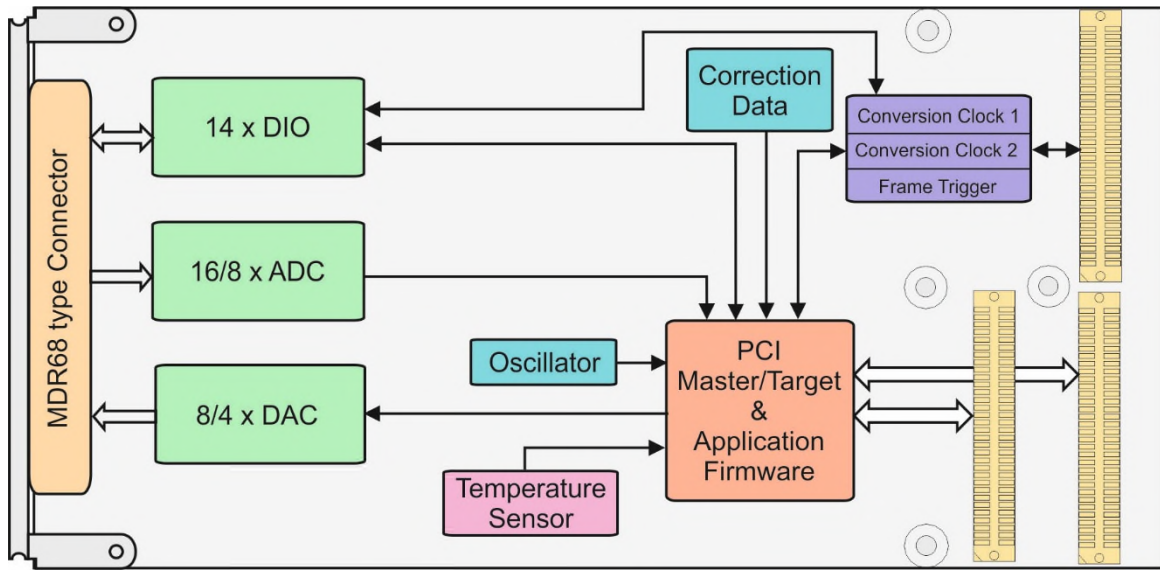 MDR68 type Connector
14 x DIO
16/8 x ADC
8/4 x DAC
Correction
Data
Conversion Clock 1
Conversion Clock 2
Frame Trigger
Oscillator
Temperature
Sensor
PCI
Master/Target
&
Application
Firmware